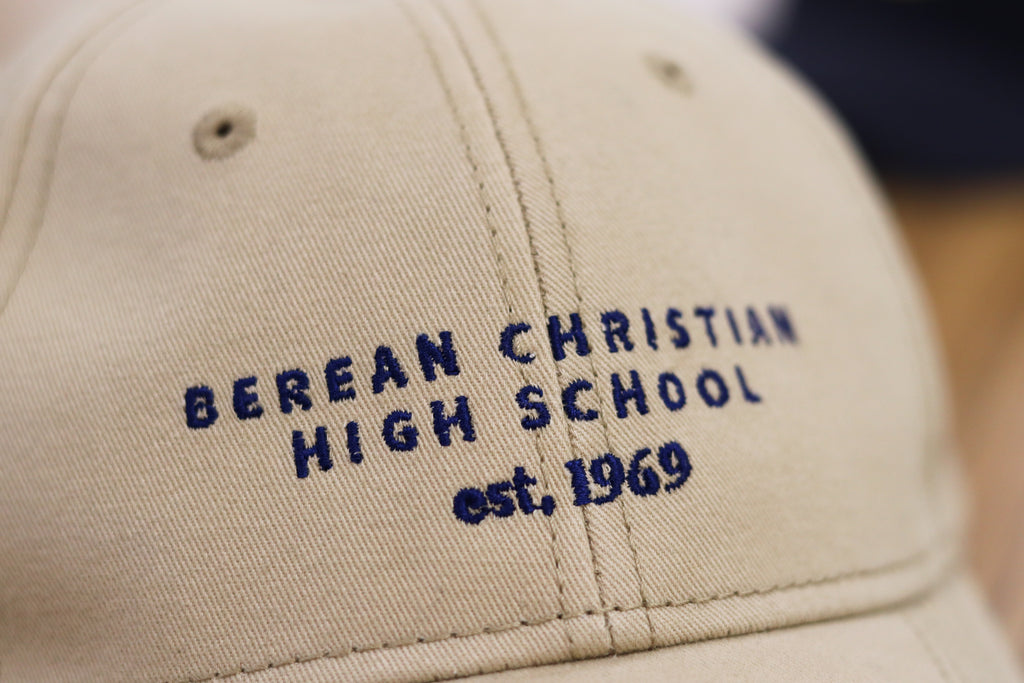 BEREAN CHRISTIAN
HIGH SCHOOL
est, 1969